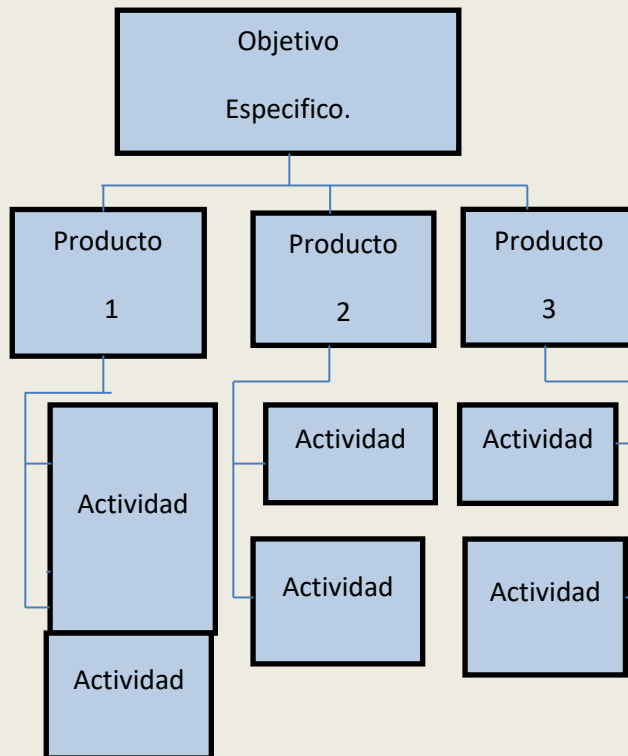 Objetivo
Especifico.
Producto
1
Producto
2
Producto
3
Actividad
Actividad
Actividad
Actividad
Actividad
Actividad